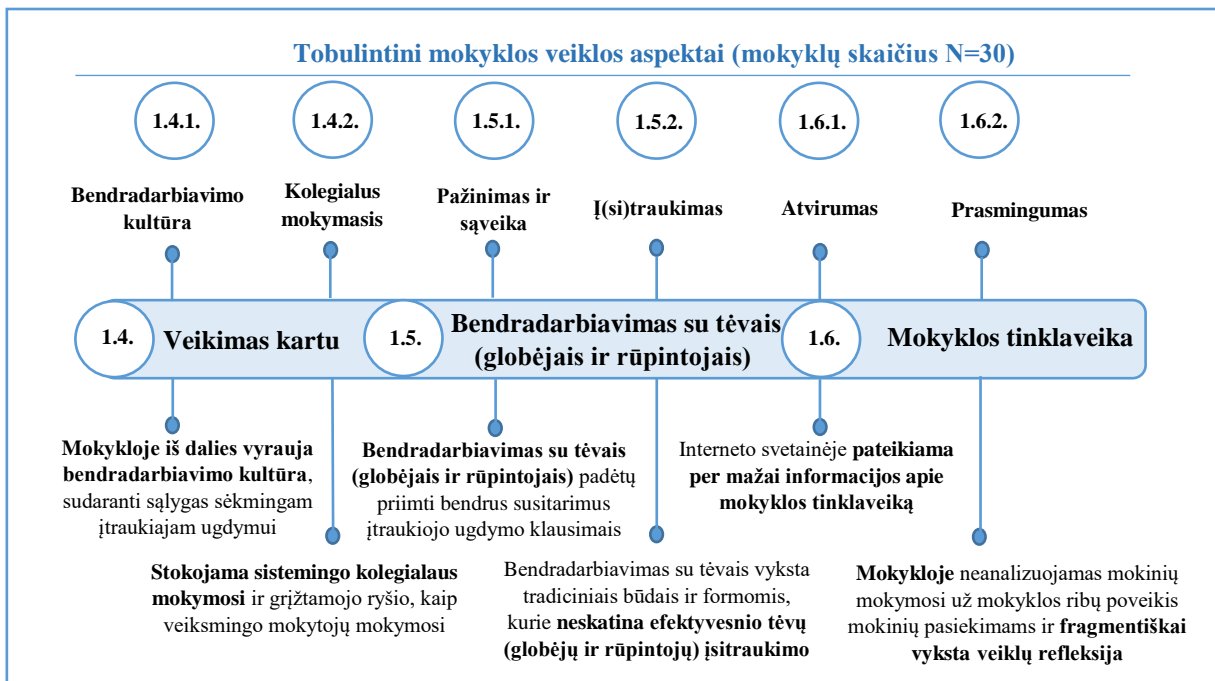 Tobulintini mokyklos veiklos aspektai (mokyklų skaičius N=30)
1.4.1.
1.4.2.
1.5.1.
1.5.2.
1.6.1.
1.6.2.
Bendradarbiavimo
kultūra
Kolegialus
mokymasis
Pažinimas ir
sąveika
Į(si)traukimas
Atvirumas
Prasmingumas
1.4.
Veikimas kartu
1.5.
Bendradarbiavimas su tėvais
(globėjais ir rūpintojais)
1.6.
Mokyklos tinklaveika
Mokykloje iš dalies vyrauja
bendradarbiavimo kultūra,
sudaranti sąlygas sėkmingam
įtraukiajam ugdymui
Bendradarbiavimas su tėvais
(globėjais ir rūpintojais) padėtų
priimti bendrus susitarimus
įtraukiojo ugdymo klausimais
Interneto svetainėje pateikiama
per mažai informacijos apie
mokyklos tinklaveiką
Stokojama sistemingo kolegialaus
mokymosi ir grįžtamojo ryšio, kaip
veiksmingo mokytojų mokymosi
Bendradarbiavimas su tėvais vyksta
tradiciniais būdais ir formomis,
kurie neskatina efektyvesnio tėvų
(globėjų ir rūpintojų) įsitraukimo
Mokykloje neanalizuojamas mokinių
mokymosi už mokyklos ribų poveikis
mokinių pasiekimams ir fragmentiškai
vyksta veiklų refleksija